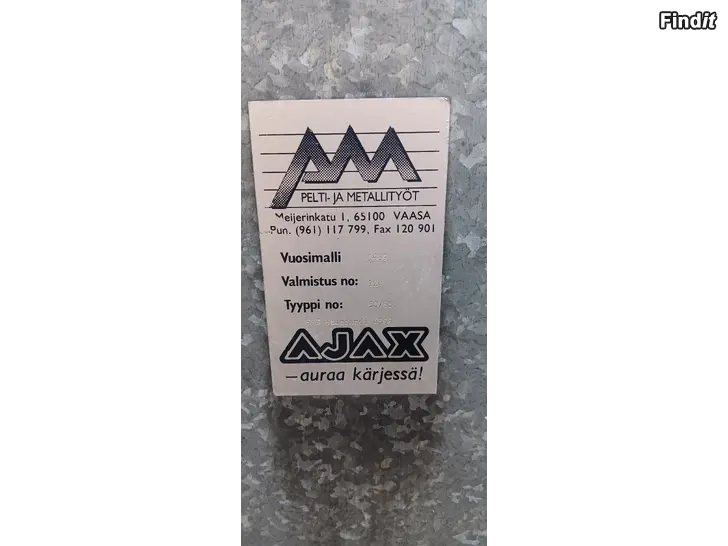 Findit
PELTI- JA METALLITYÖT
Meijerinkatu 1, 65100 VAASA
Pun. (961) 117 799, Fax 120 901
Vuosimalli
Valmistus no:
Tyyppi no:
AJAX
– auraa kärjessä!